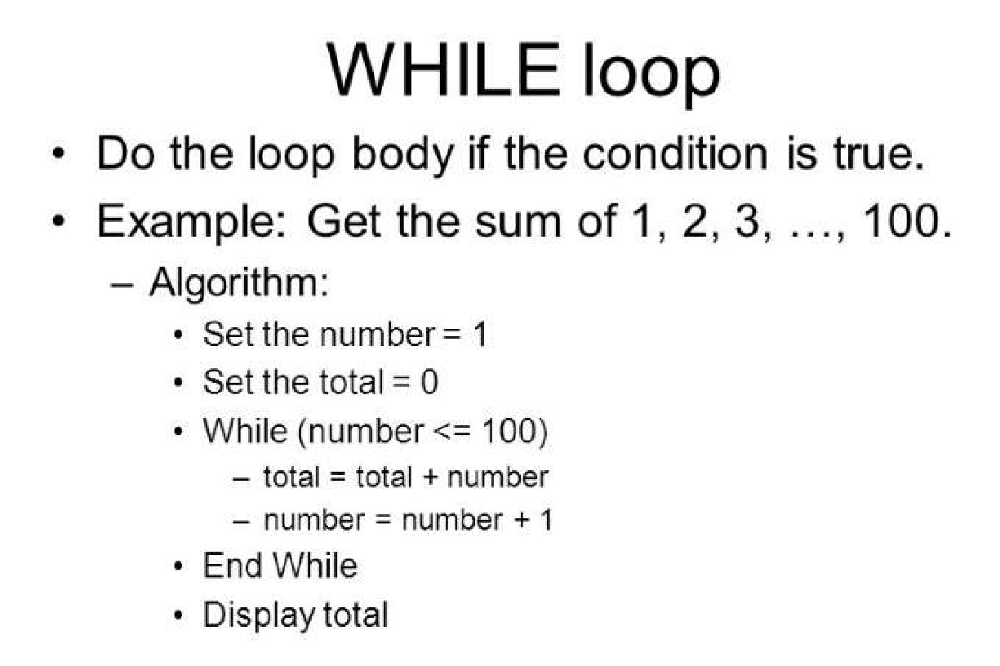 WHILE loop
• Do the loop body if the condition is true.
• Example: Get the sum of 1, 2, 3, …, 100.
– Algorithm:
• Set the number = 1
• Set the total = 0
• While (number <= 100)
– total = total + number
– number = number + 1
• End While
• Display total